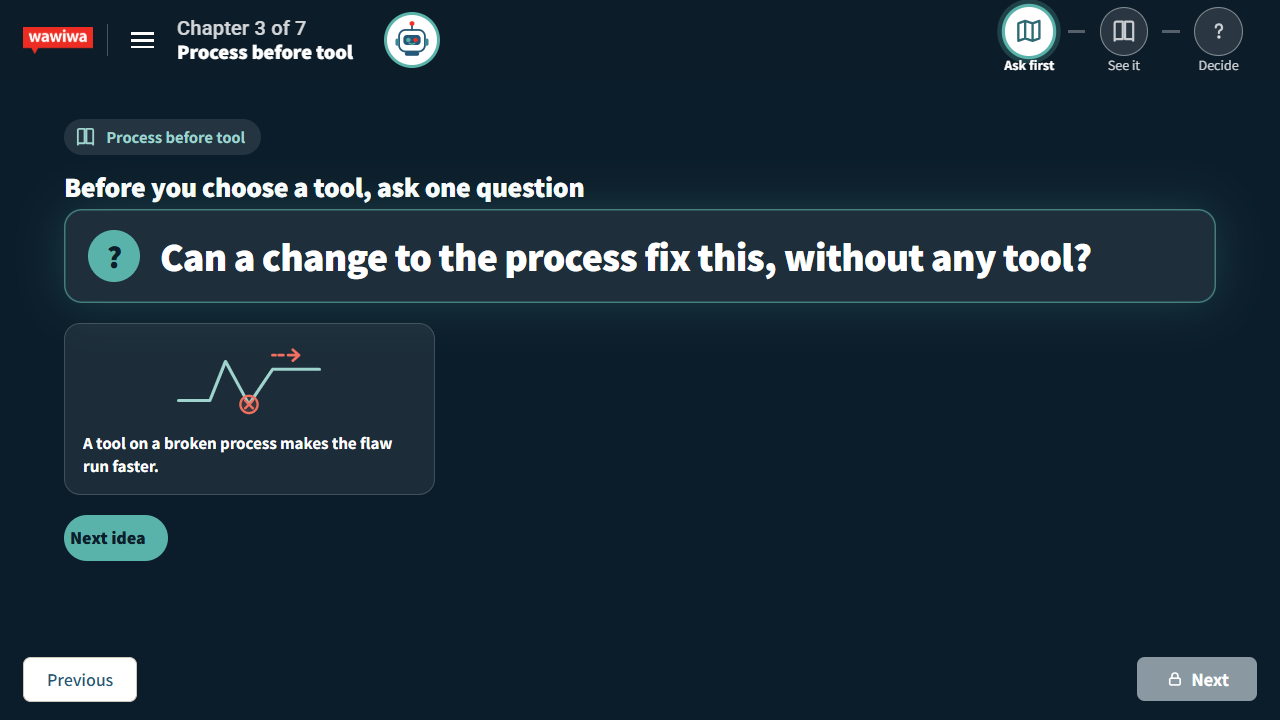 wawiwa
Chapter 3 of 7
Process before tool
Ask first
See it
?
Decide
Process before tool
Before you choose a tool, ask one question
?
Can a change to the process fix this, without any tool?
A tool on a broken process makes the flaw
run faster.
Next idea
Previous
Next